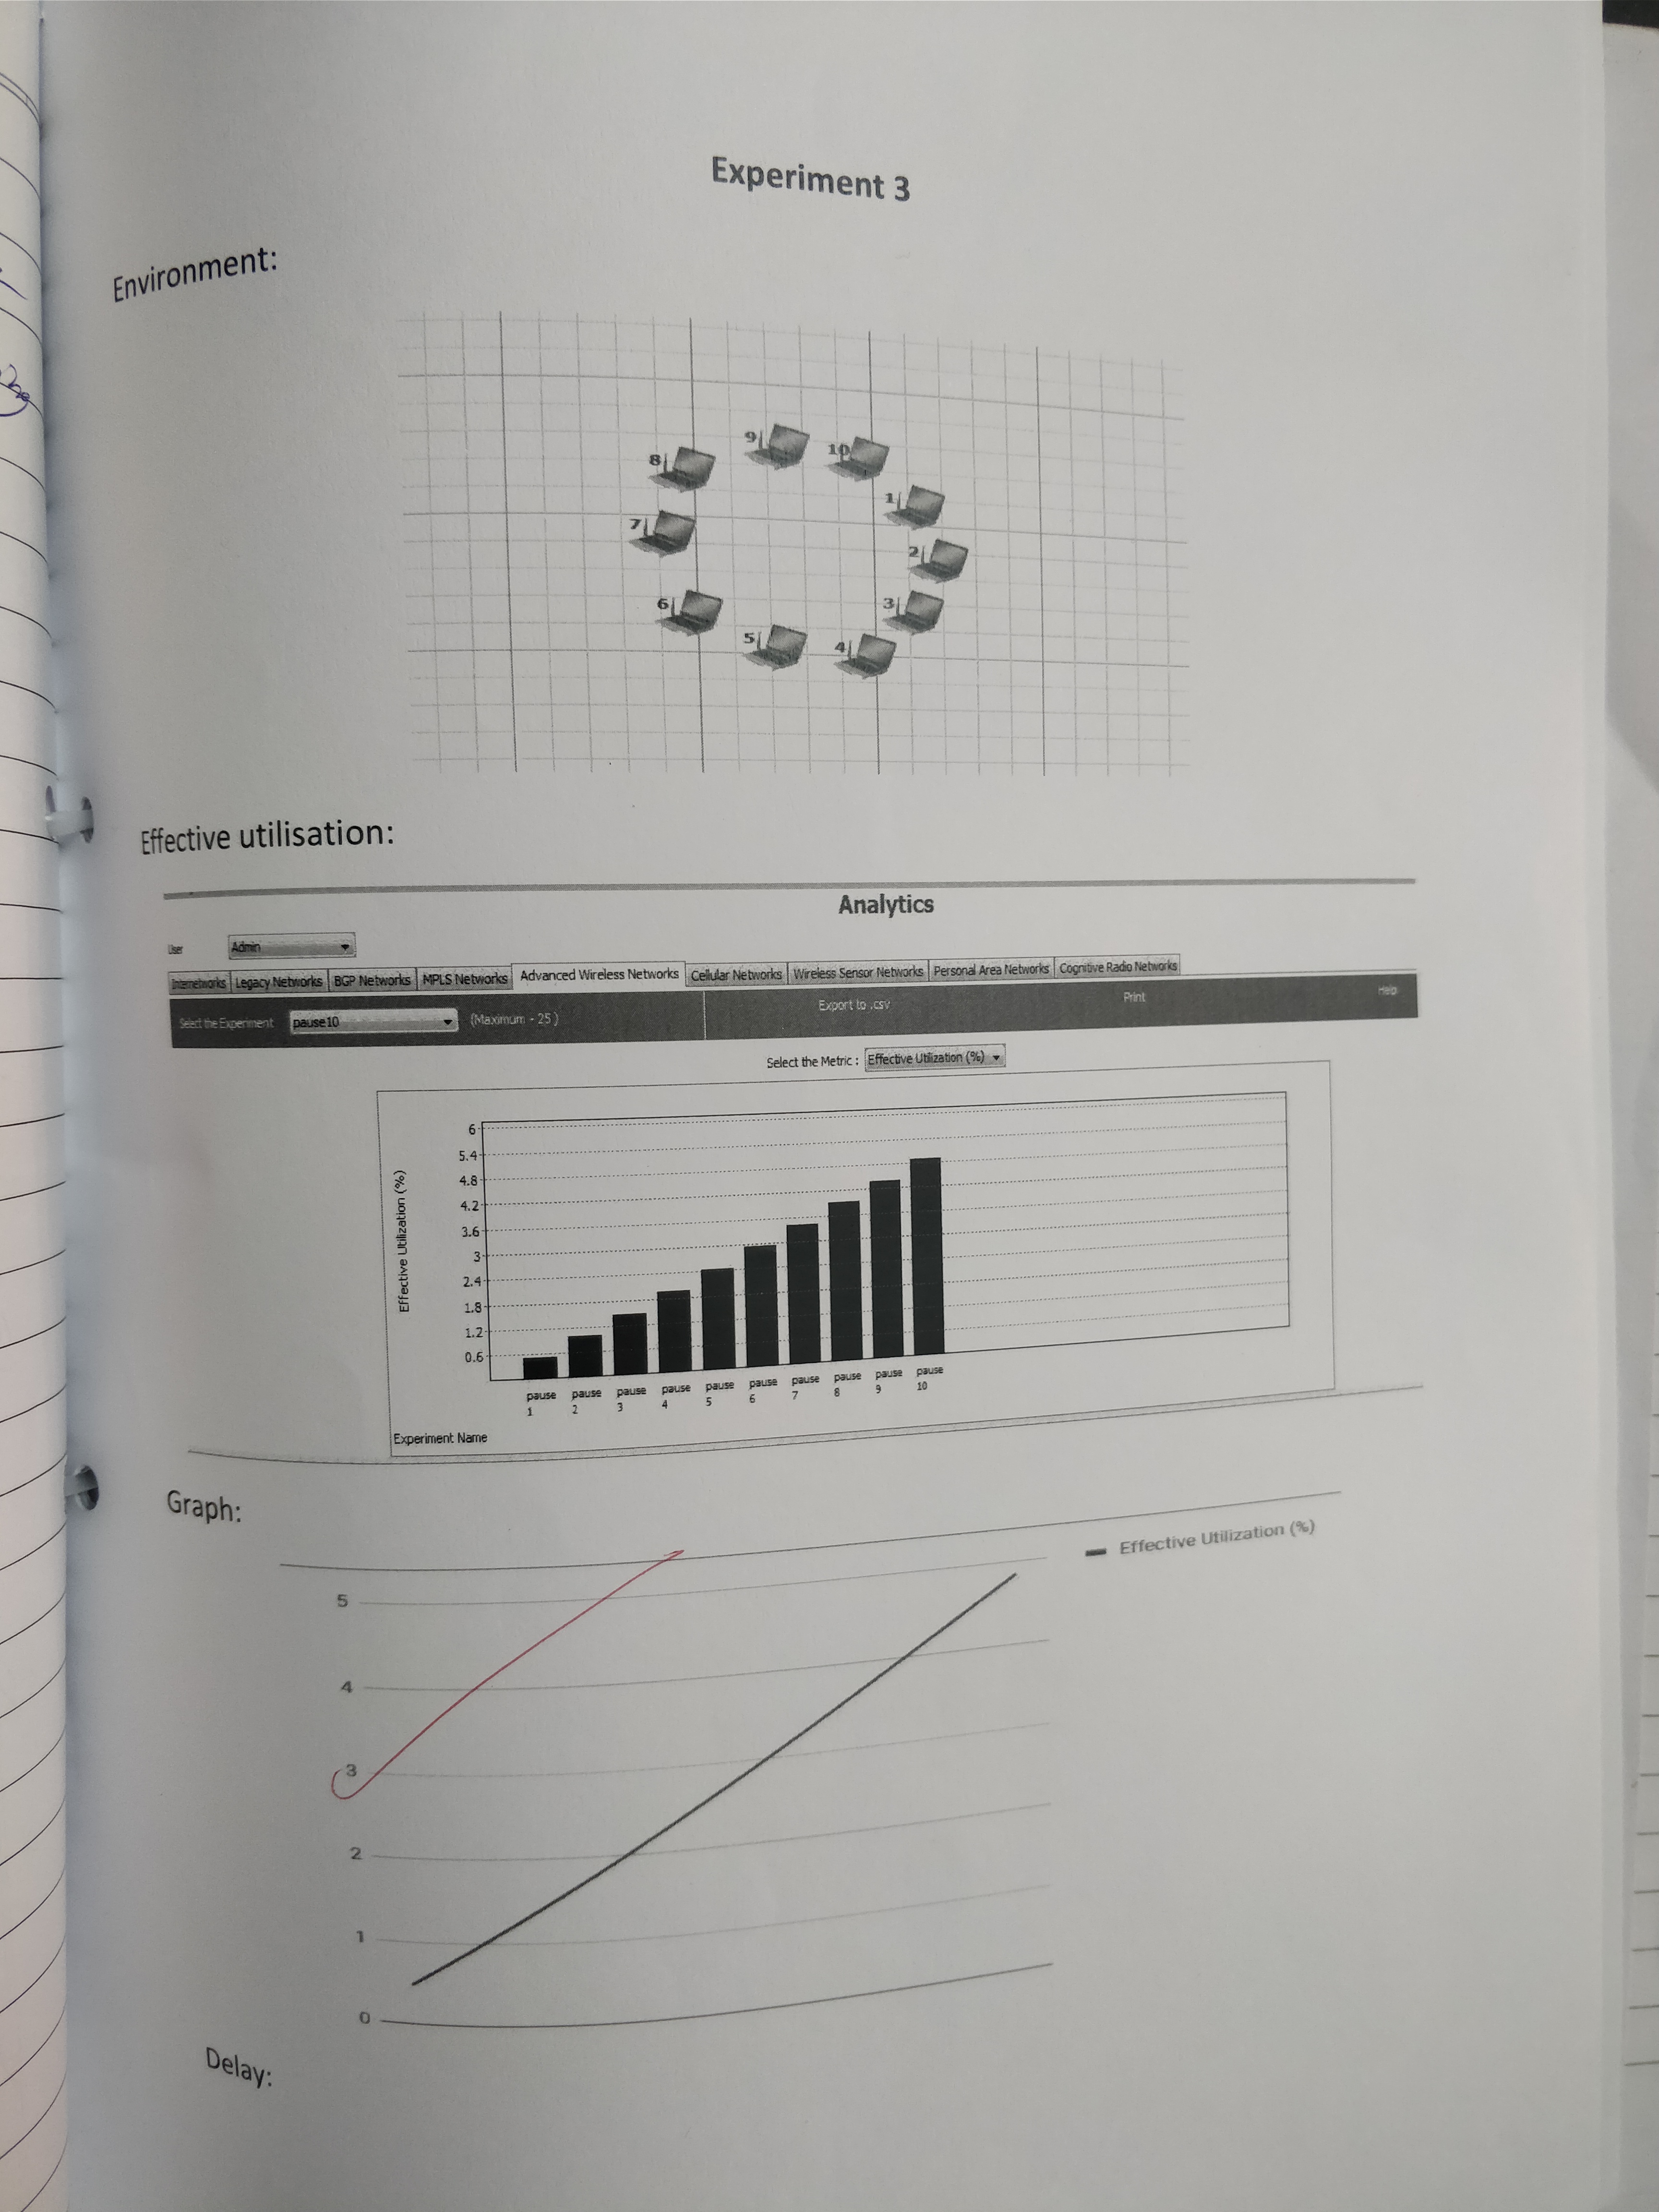 Experiment 3
Environment:
9
10
8
1
7
2
6
3
5
4
Effective utilisation:
Analytics
User Admin
Internetworks Legacy Networks BGP Networks MPLS Networks Advanced Wireless Networks Cellular Networks Wireless Sensor Networks Personal Area Networks Cognitive Radio Networks
Select the Experiment pause10 (Maximum - 25 ) Export to .csv Print Help
Select the Metric : Effective Utilization (%)
Effective Utilization (%)
6
5.4
4.8
4.2
3.6
3
2.4
1.8
1.2
0.6
pause pause pause pause pause pause pause pause pause pause
1 2 3 4 5 6 7 8 9 10
Experiment Name
Graph:
Effective Utilization (%)
5
4
3
2
1
0
Delay: